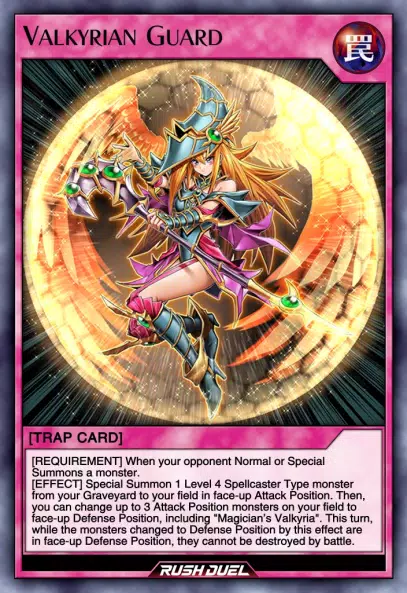 Valkyrian Guard
罠
[TRAP CARD]
[REQUIREMENT] When your opponent Normal or Special
Summons a monster.
[EFFECT] Special Summon 1 Level 4 Spellcaster Type monster
from your Graveyard to your field in face-up Attack Position. Then,
you can change up to 3 Attack Position monsters on your field to
face-up Defense Position, including "Magician's Valkyria". This turn,
while the monsters changed to Defense Position by this effect are
in face-up Defense Position, they cannot be destroyed by battle.
RUSH DUEL